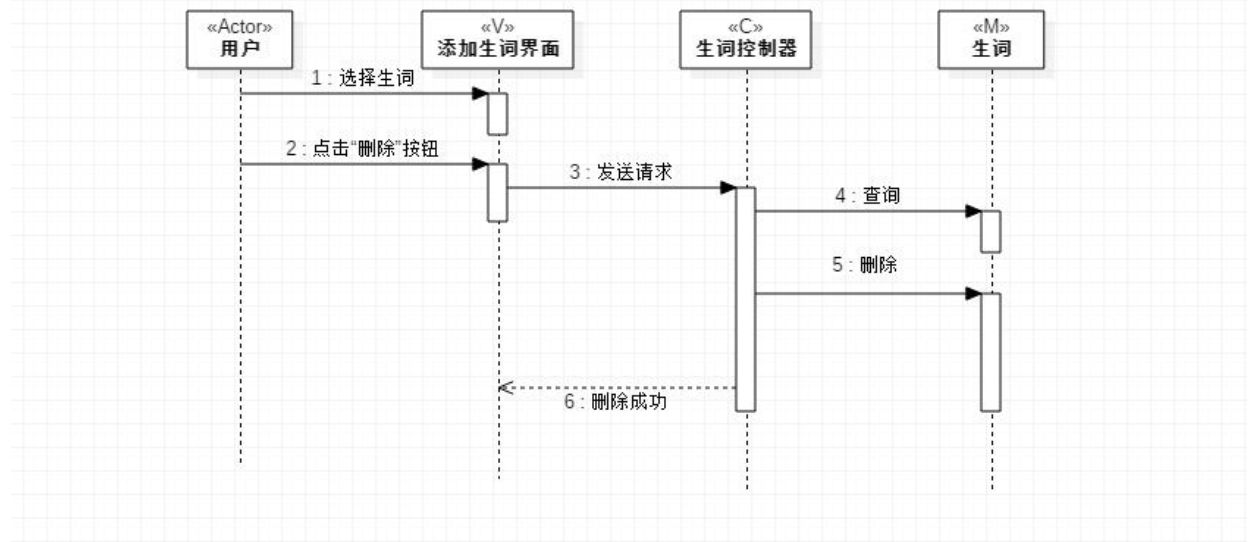 «Actor»
用户
«V»
添加生词界面
«C»
生词控制器
«M»
生词
1 : 选择生词
2 : 点击“删除”按钮
3 : 发送请求
4 : 查询
5 : 删除
6 : 删除成功